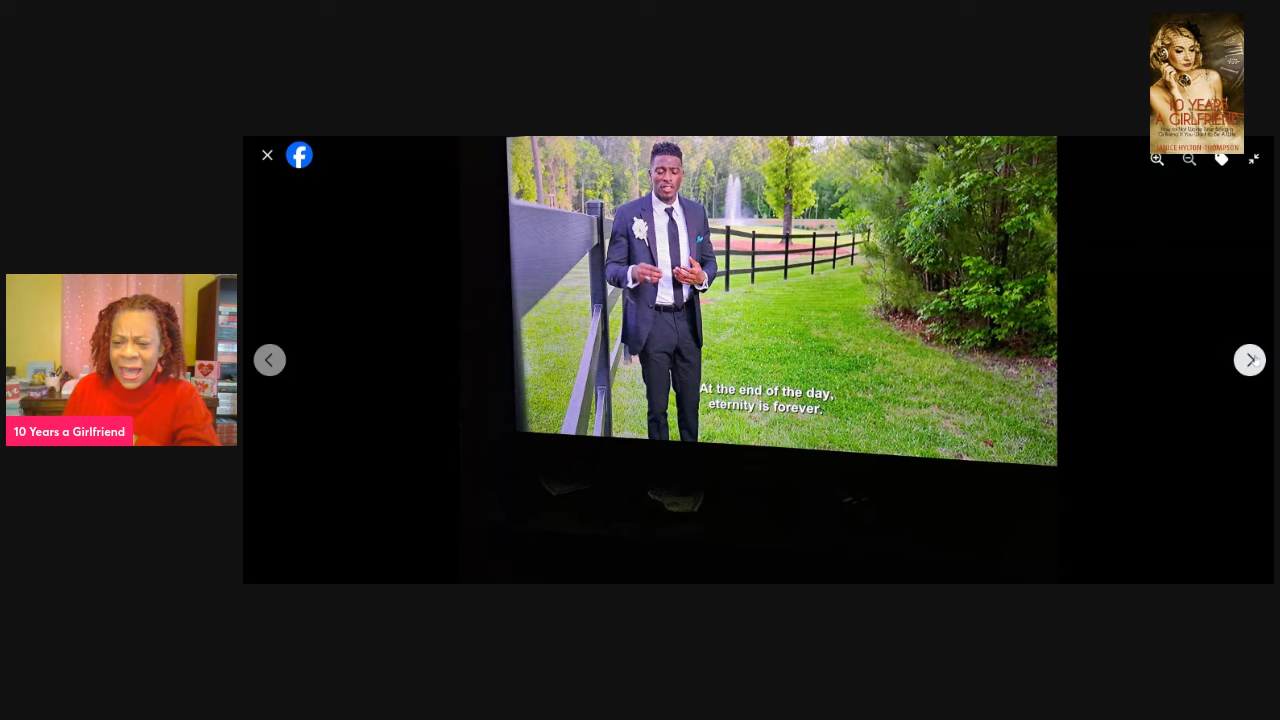 10 YEARS
A GIRLFRIEND
JANICE HYLTON-THOMPSON
At the end of the day,
eternity is forever.
10 Years a Girlfriend